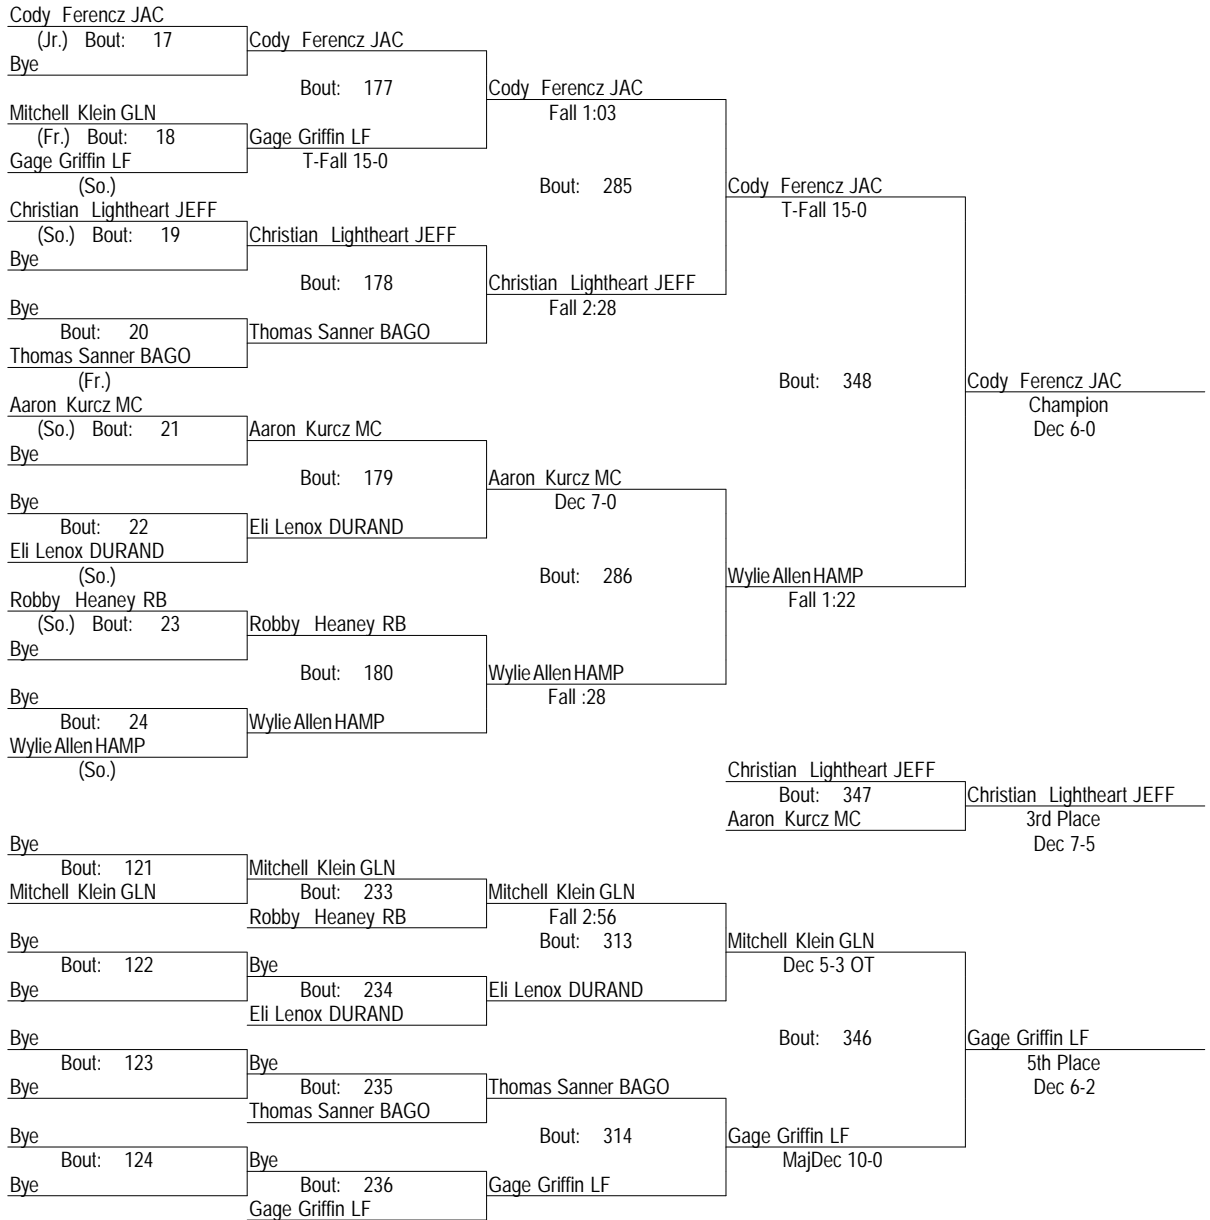 Cody Ferencz JAC
(Jr.) Bout: 17
Cody Ferencz JAC
Bye
Bout: 177
Cody Ferencz JAC
Mitchell Klein GLN
Fall 1:03
(Fr.) Bout: 18
Gage Griffin LF
Gage Griffin LF
T-Fall 15-0
(So.)
Bout: 285
Cody Ferencz JAC
Christian Lightheart JEFF
T-Fall 15-0
(So.) Bout: 19
Christian Lightheart JEFF
Bye
Bout: 178
Christian Lightheart JEFF
Bye
Fall 2:28
Bout: 20
Thomas Sanner BAGO
Thomas Sanner BAGO
(Fr.)
Bout: 348
Cody Ferencz JAC
Aaron Kurcz MC
Champion
(So.) Bout: 21
Aaron Kurcz MC
Dec 6-0
Bye
Bout: 179
Aaron Kurcz MC
Bye
Dec 7-0
Bout: 22
Eli Lenox DURAND
Eli Lenox DURAND
(So.)
Bout: 286
Wylie Allen HAMP
Robby Heaney RB
Fall 1:22
(So.) Bout: 23
Robby Heaney RB
Bye
Bout: 180
Wylie Allen HAMP
Bye
Fall :28
Bout: 24
Wylie Allen HAMP
Wylie Allen HAMP
(So.)
Christian Lightheart JEFF
Bout: 347
Christian Lightheart JEFF
Aaron Kurcz MC
3rd Place
Dec 7-5
Bye
Bout: 121
Mitchell Klein GLN
Mitchell Klein GLN
Bout: 233
Mitchell Klein GLN
Robby Heaney RB
Fall 2:56
Bye
Bout: 313
Mitchell Klein GLN
Bout: 122
Bye
Dec 5-3 OT
Bye
Bout: 234
Eli Lenox DURAND
Eli Lenox DURAND
Bye
Bout: 346
Gage Griffin LF
Bout: 123
Bye
5th Place
Bye
Bout: 235
Thomas Sanner BAGO
Dec 6-2
Thomas Sanner BAGO
Bye
Bout: 314
Gage Griffin LF
Bout: 124
Bye
MajDec 10-0
Bye
Bout: 236
Gage Griffin LF
Gage Griffin LF